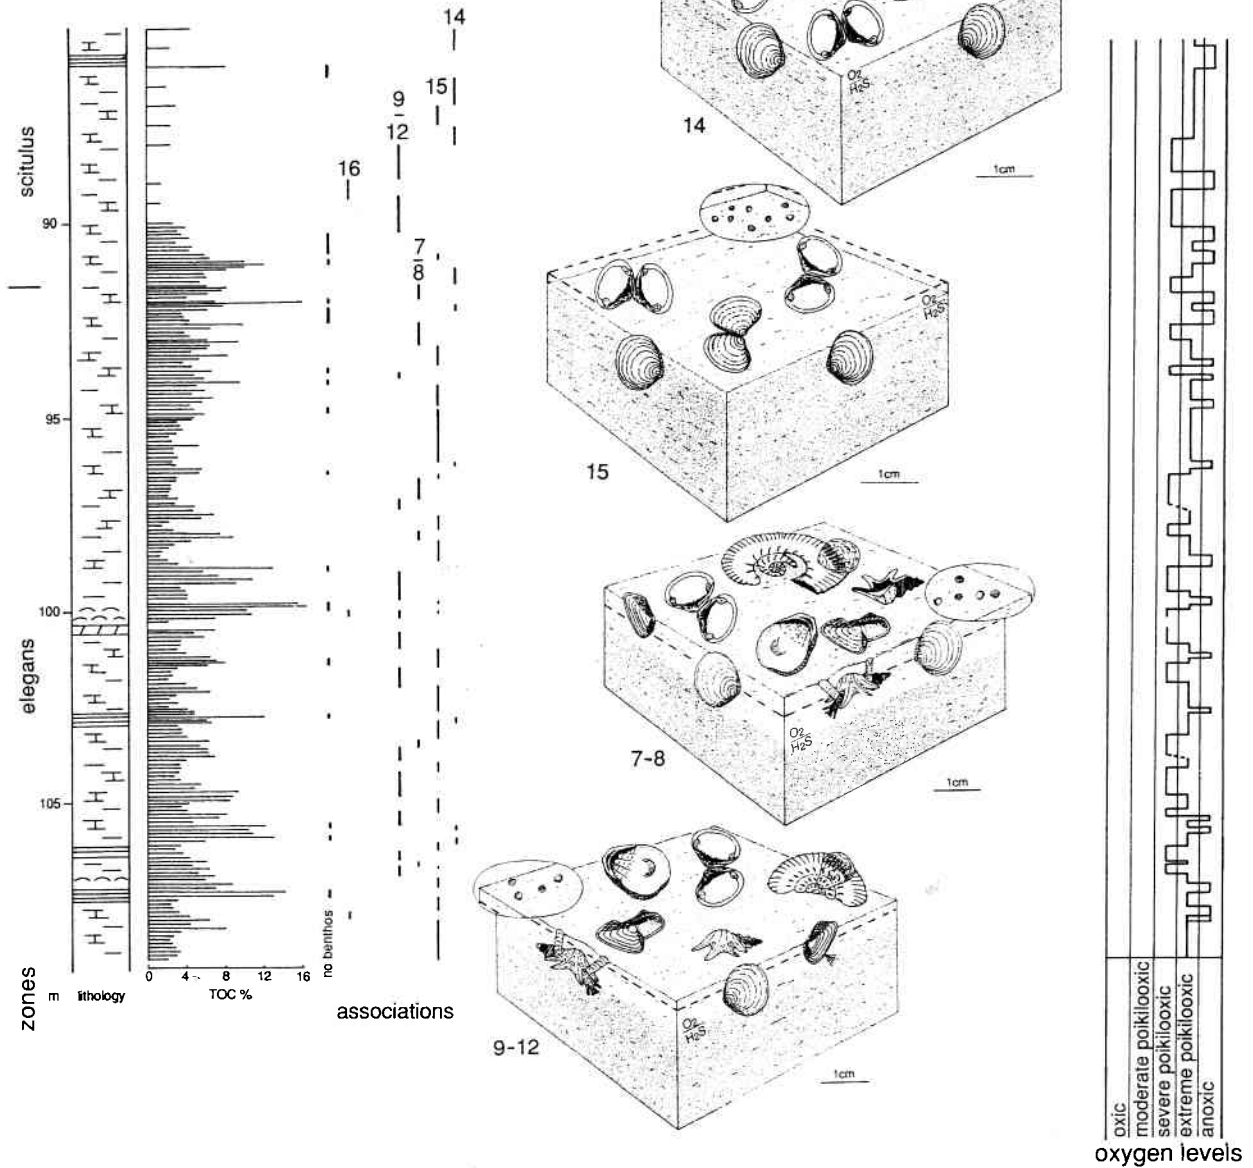 14
15
9
12
16
7
8
scitulus
90
95
elegans
100
105
zones
m
lithology
0 4 8 12 16
TOC %
no benthos
associations
O2
H2S
14
1cm
O2
H2S
15
1cm
O2
H2S
7-8
1cm
O2
H2S
9-12
1cm
oxic
moderate poikilooxic
severe poikilooxic
extreme poikilooxic
anoxic
oxygen levels